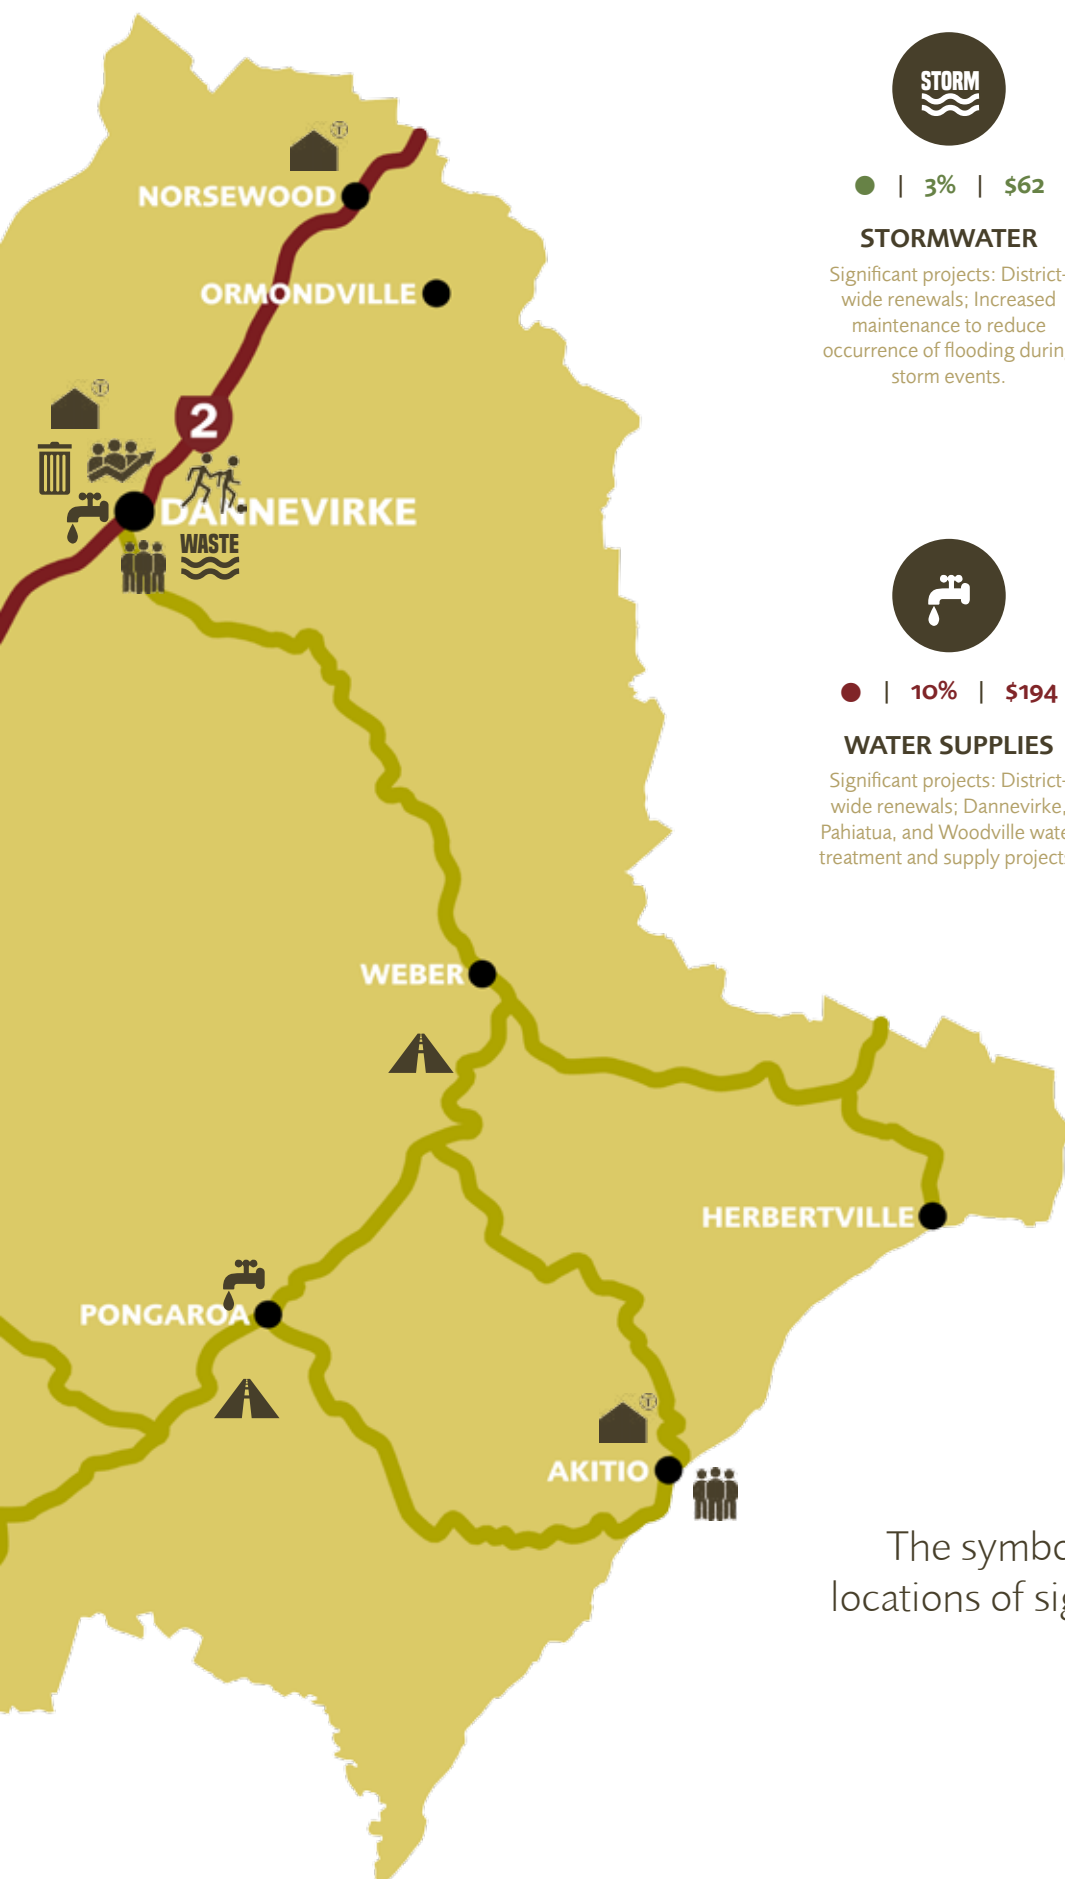 NORSEWOOD
ORMONDVILLE
2
DANNEVIRKE
WASTE
WEBER
HERBERTVILLE
PONGAROA
AKITIO
STORM
| 3% | $62
STORMWATER
Significant projects: District-
wide renewals; Increased
maintenance to reduce
occurrence of flooding durin
storm events.
| 10% | $194
WATER SUPPLIES
Significant projects: District-
wide renewals; Dannevirke,
Pahiatua, and Woodville wate
treatment and supply project
The symbo
locations of sig